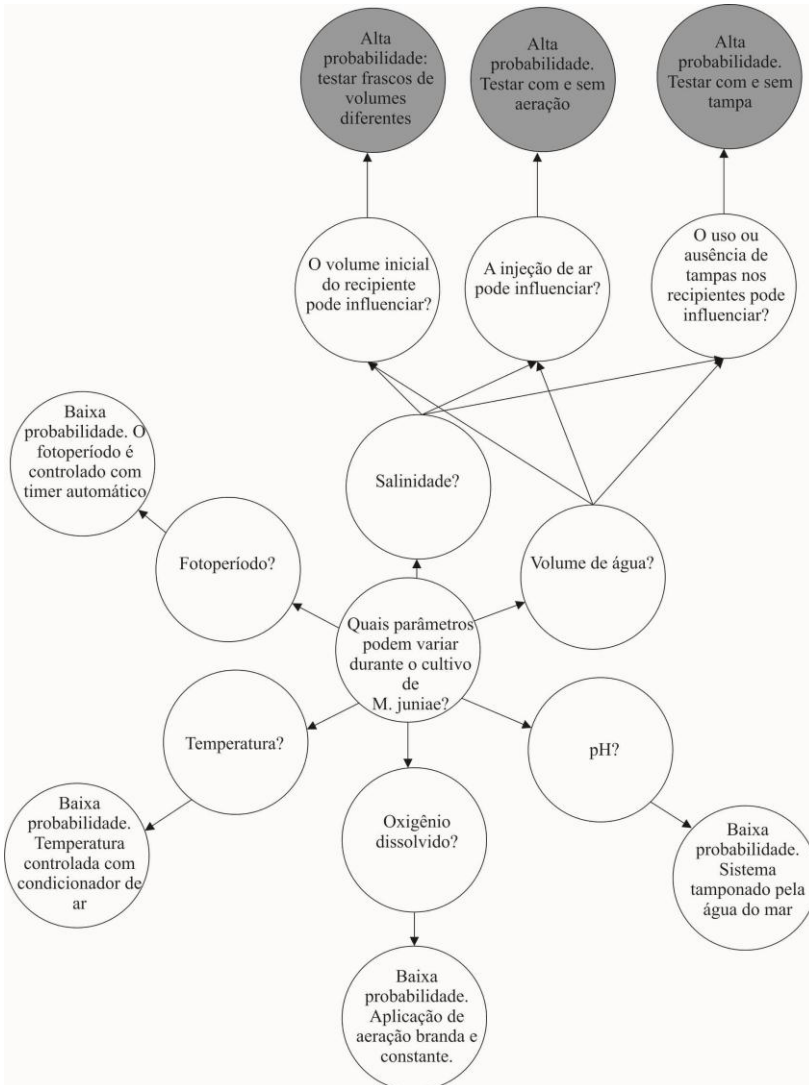 Alta
probabilidade:
testar frascos de
volumes
diferentes
Alta
probabilidade.
Testar com e sem
aeração
Alta
probabilidade.
Testar com e sem
tampa
O volume inicial
do recipiente
pode influenciar?
A injeção de ar
pode influenciar?
O uso ou
ausência de
tampas nos
recipientes pode
influenciar?
Baixa
probabilidade. O
fotoperíodo é
controlado com
timer automático
Salinidade?
Fotoperíodo?
Volume de água?
Quais parâmetros
podem variar
durante o cultivo
de
M. juniae?
Temperatura?
pH?
Baixa
probabilidade.
Temperatura
controlada com
condicionador de
ar
Oxigênio
dissolvido?
Baixa
probabilidade.
Sistema
tamponado pela
água do mar
Baixa
probabilidade.
Aplicação de
aeração branda e
constante.